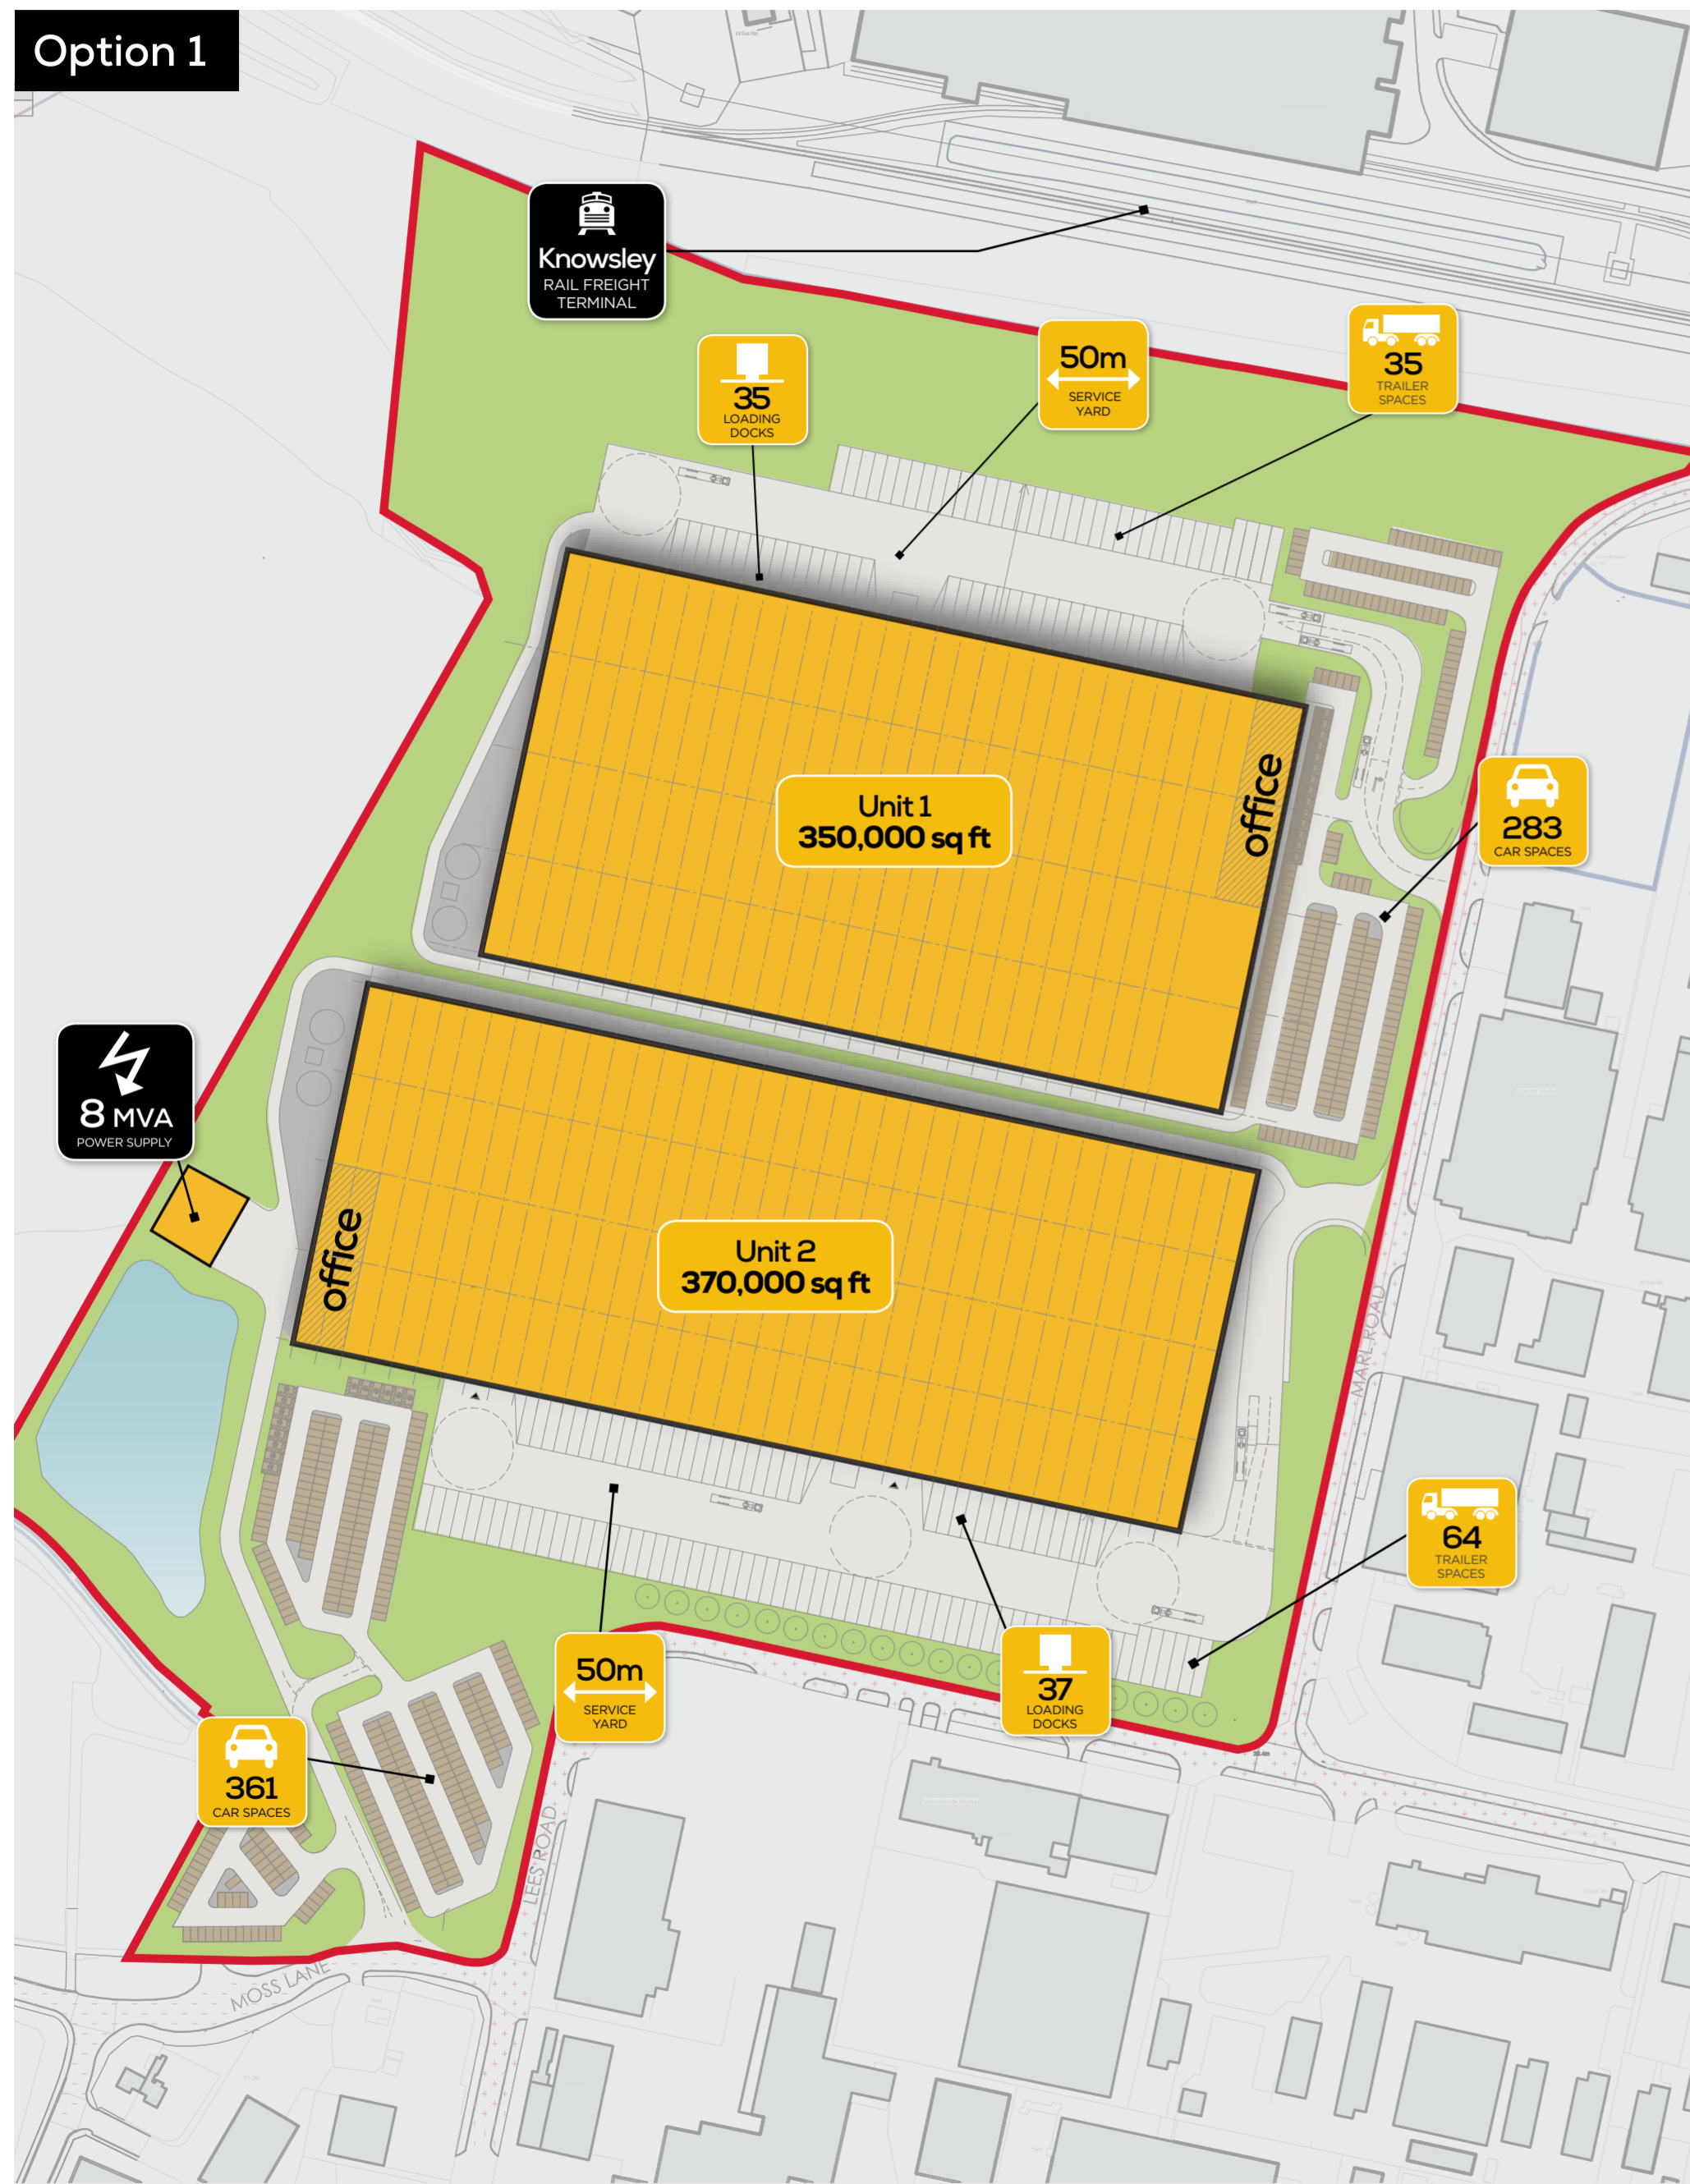 Option 1
Knowsley
RAIL FREIGHT
TERMINAL
35
LOADING
DOCKS
50m
SERVICE
YARD
35
TRAILER
SPACES
Unit 1
350,000 sq ft
office
283
CAR SPACES
8 MVA
POWER SUPPLY
Unit 2
370,000 sq ft
office
MARL ROAD
64
TRAILER
SPACES
50m
SERVICE
YARD
37
LOADING
DOCKS
361
CAR SPACES
LEES ROAD
MOSS LANE